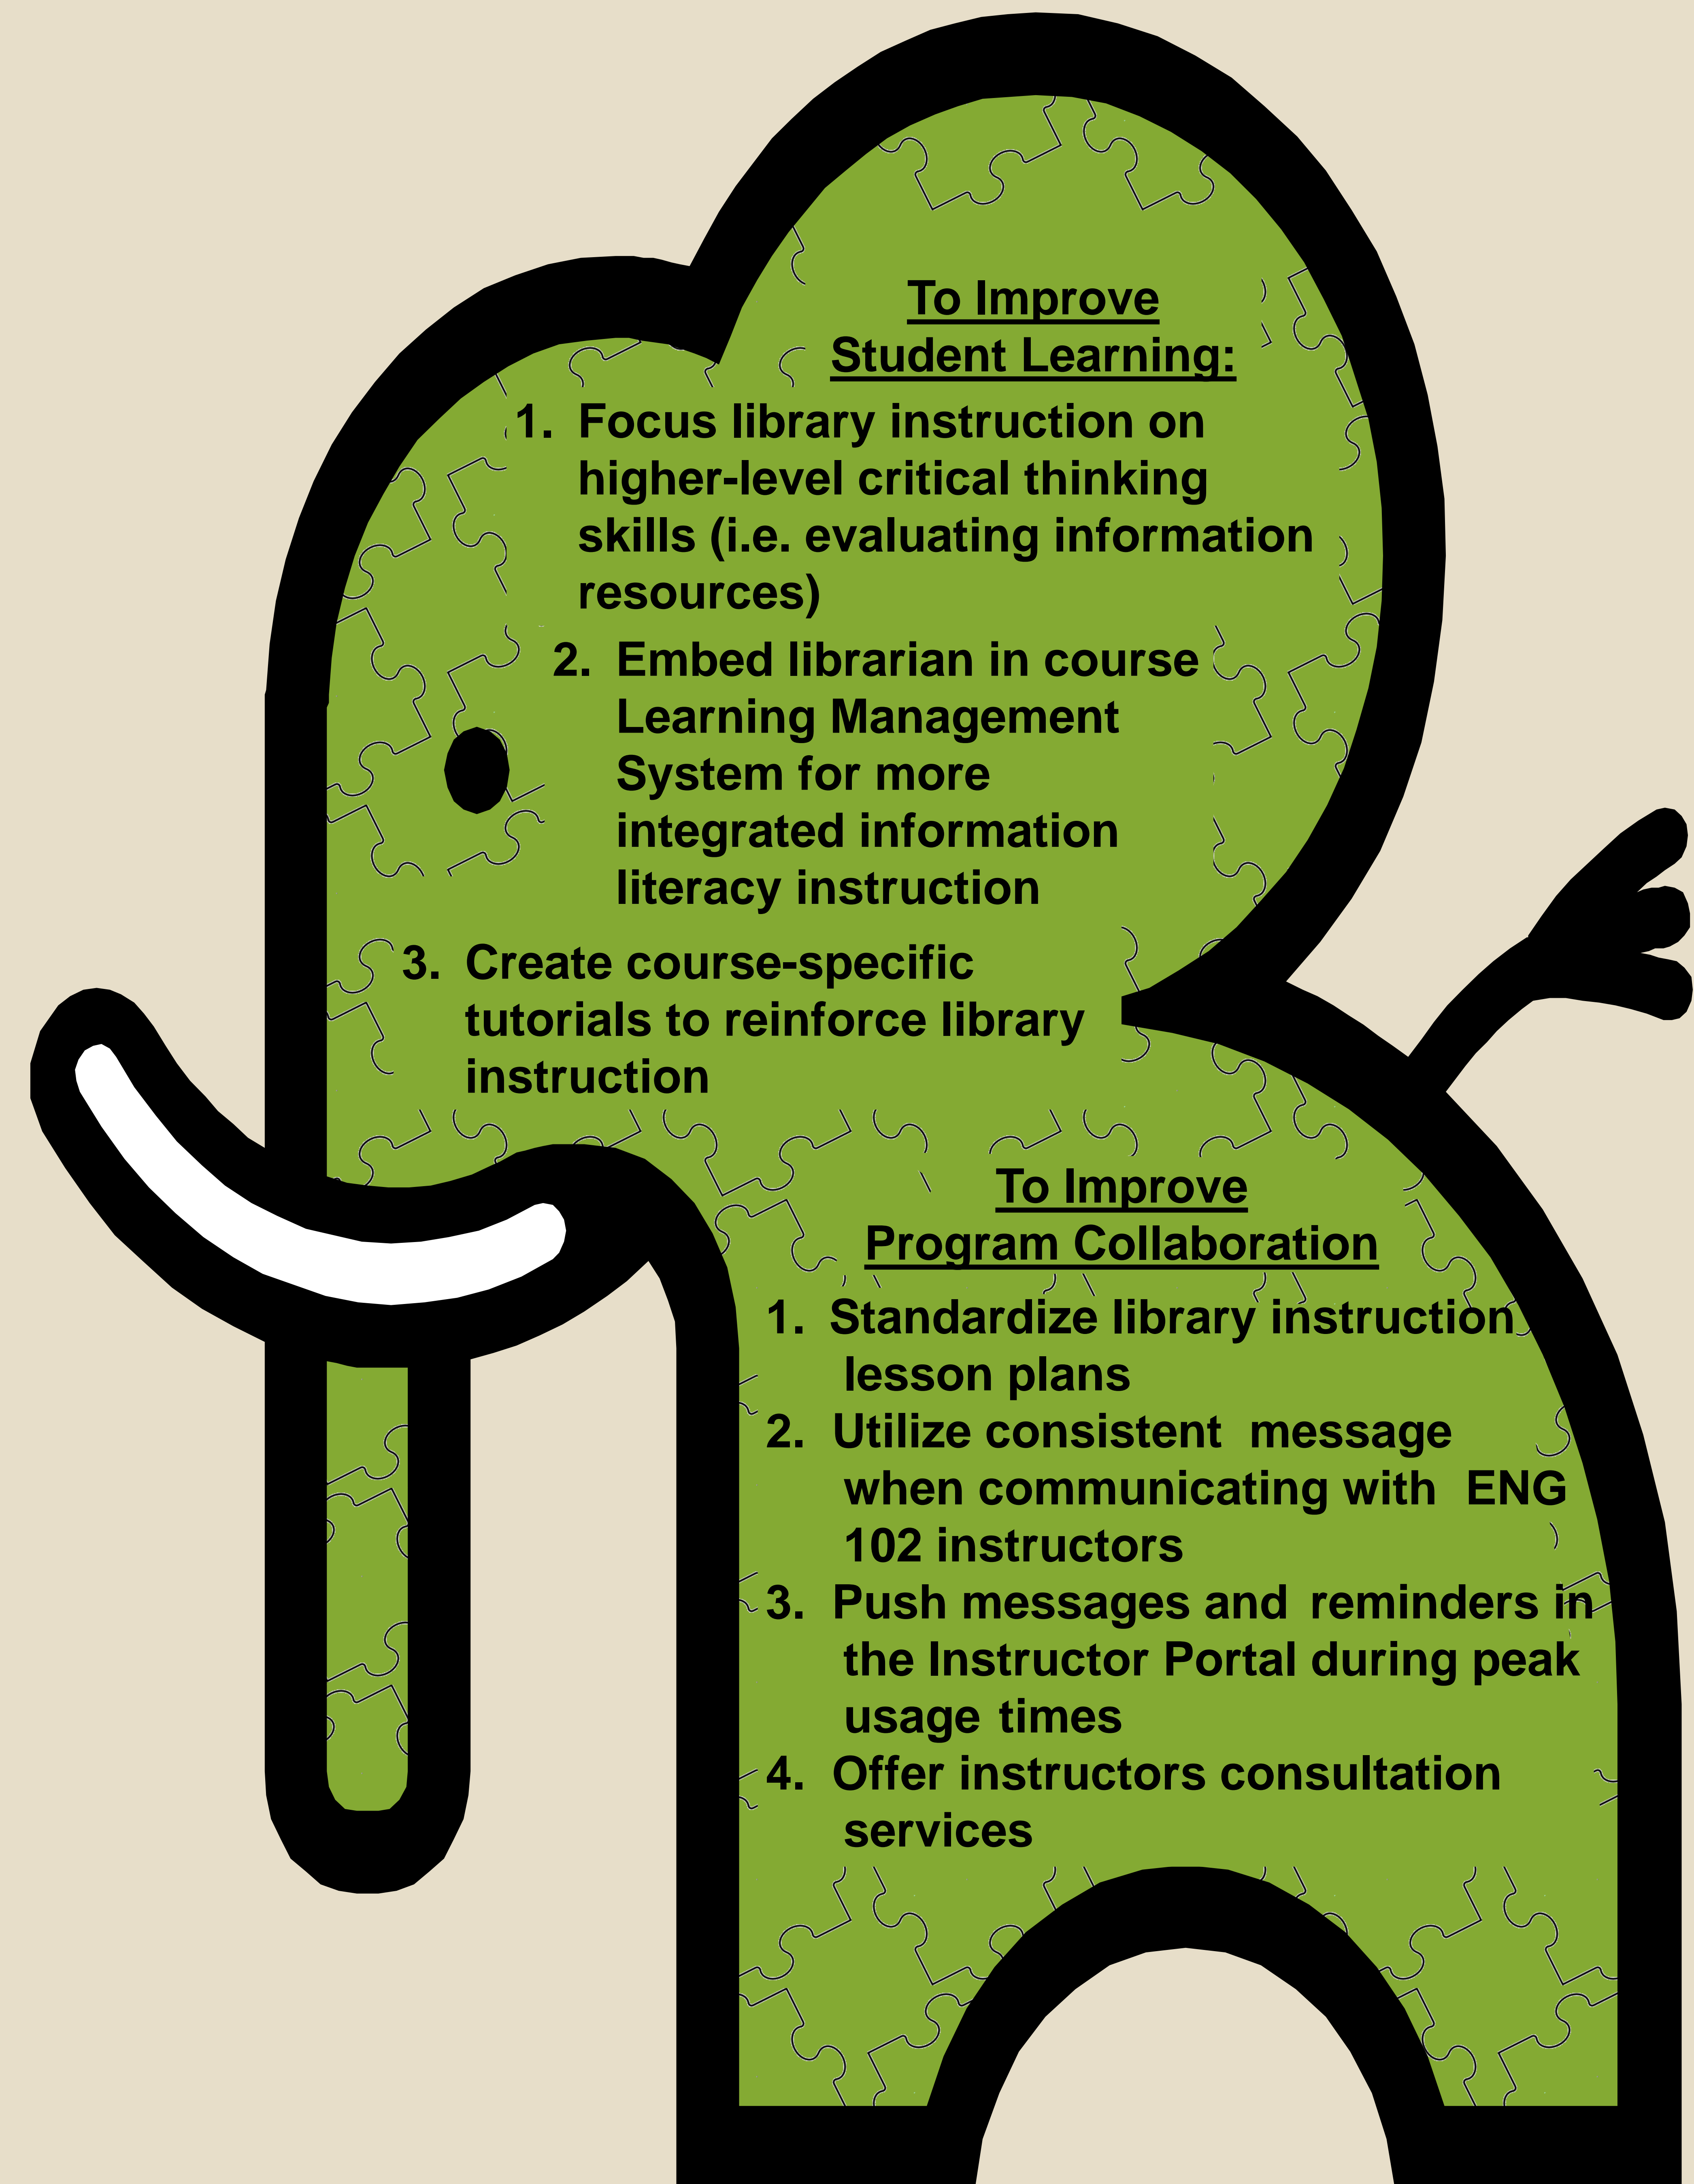 To Improve
Student Learning:
1. Focus library instruction on
higher-level critical thinking
skills (i.e. evaluating information
resources)
2. Embed librarian in course
Learning Management
System for more
integrated information
literacy instruction
3. Create course-specific
tutorials to reinforce library
instruction
To Improve
Program Collaboration
1. Standardize library instruction
lesson plans
2. Utilize consistent message
when communicating with ENG
102 instructors
3. Push messages and reminders in
the Instructor Portal during peak
usage times
4. Offer instructors consultation
services